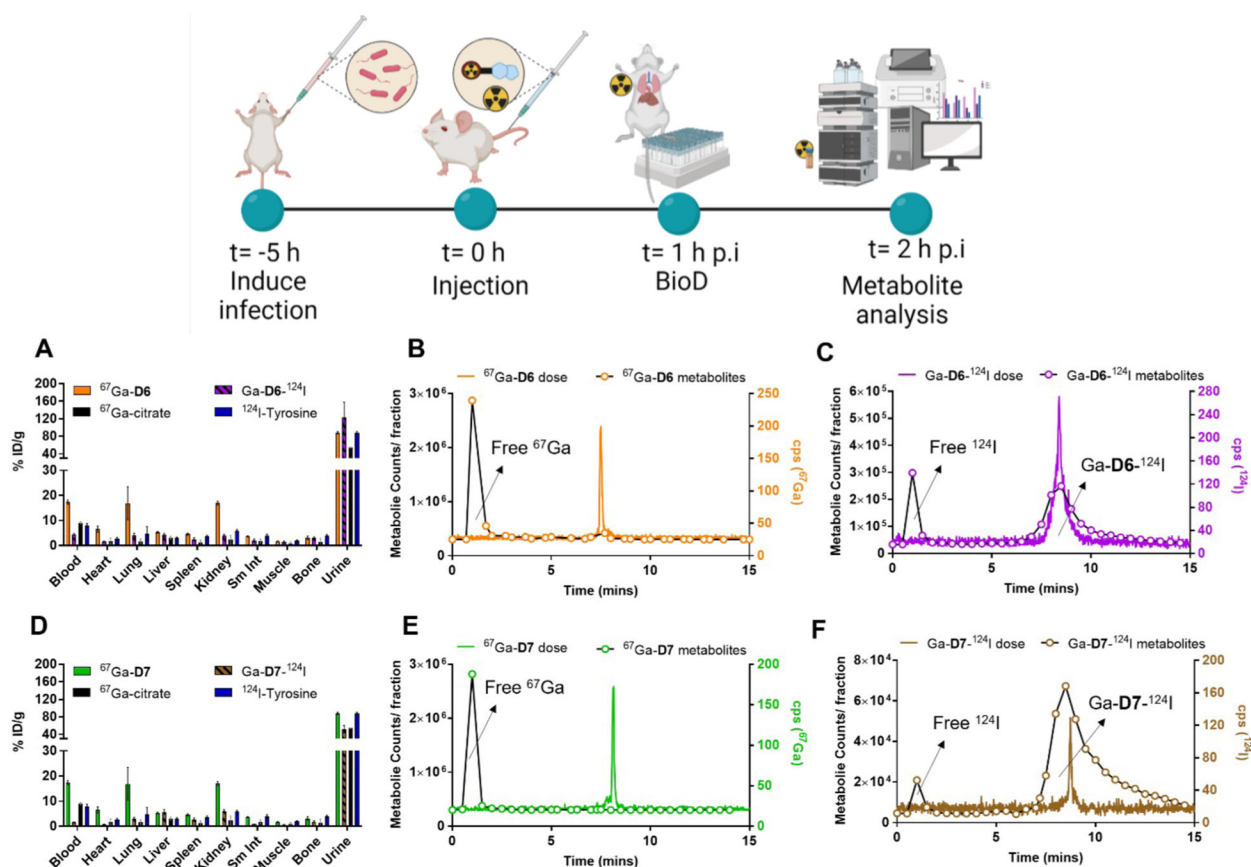 t= -5 h
Induce
infection
t= 0 h
Injection
t= 1 h p.i
BioD
t= 2 h p.i
Metabolite
analysis
A
⁶⁷Ga-D6
Ga-D6-¹²⁴I
⁶⁷Ga-citrate
¹²⁴I-Tyrosine
% ID/g
200
160
120
80
40
30
20
10
0
Blood
Heart
Lung
Liver
Spleen
Kidney
Sm Int
Muscle
Bone
Urine
B
⁶⁷Ga-D6 dose
⁶⁷Ga-D6 metabolites
Metabolie Counts/ fraction
3×10⁶
2×10⁶
1×10⁶
0
Free ⁶⁷Ga
250
200
150
100
50
0
cps (⁶⁷Ga)
0
5
10
15
Time (mins)
C
Ga-D6-¹²⁴I dose
Ga-D6-¹²⁴I metabolites
Metabolie Counts/ fraction
6×10⁵
5×10⁵
4×10⁵
3×10⁵
2×10⁵
1×10⁵
0
Free ¹²⁴I
Ga-D6-¹²⁴I
280
240
200
160
120
80
40
0
cps (¹²⁴I)
0
5
10
15
Time (mins)
D
⁶⁷Ga-D7
Ga-D7-¹²⁴I
⁶⁷Ga-citrate
¹²⁴I-Tyrosine
% ID/g
200
160
120
80
40
30
20
10
0
Blood
Heart
Lung
Liver
Spleen
Kidney
Sm Int
Muscle
Bone
Urine
E
⁶⁷Ga-D7 dose
⁶⁷Ga-D7 metabolites
Metabolie Counts/ fraction
3×10⁶
2×10⁶
1×10⁶
0
Free ⁶⁷Ga
200
150
100
50
0
cps (⁶⁷Ga)
0
5
10
15
Time (mins)
F
Ga-D7-¹²⁴I dose
Ga-D7-¹²⁴I metabolites
Metabolie Counts/ fraction
8×10⁴
6×10⁴
4×10⁴
2×10⁴
0
Free ¹²⁴I
Ga-D7-¹²⁴I
200
160
120
80
40
0
cps (¹²⁴I)
0
5
10
15
Time (mins)